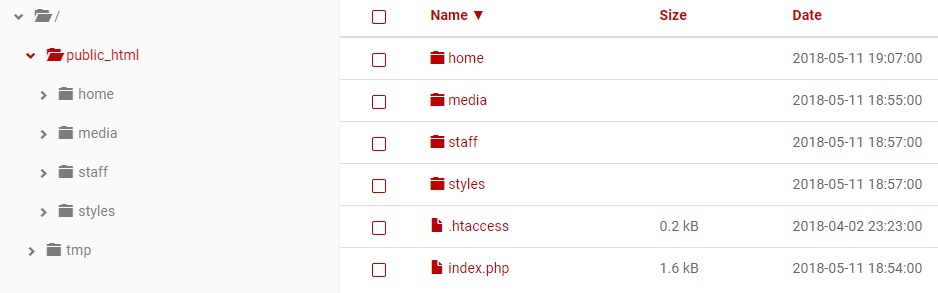 /
public_html
home
media
staff
styles
tmp
Name ▼ Size Date
home 2018-05-11 19:07:00
media 2018-05-11 18:55:00
staff 2018-05-11 18:57:00
styles 2018-05-11 18:57:00
.htaccess 0.2 kB 2018-04-02 23:23:00
index.php 1.6 kB 2018-05-11 18:54:00